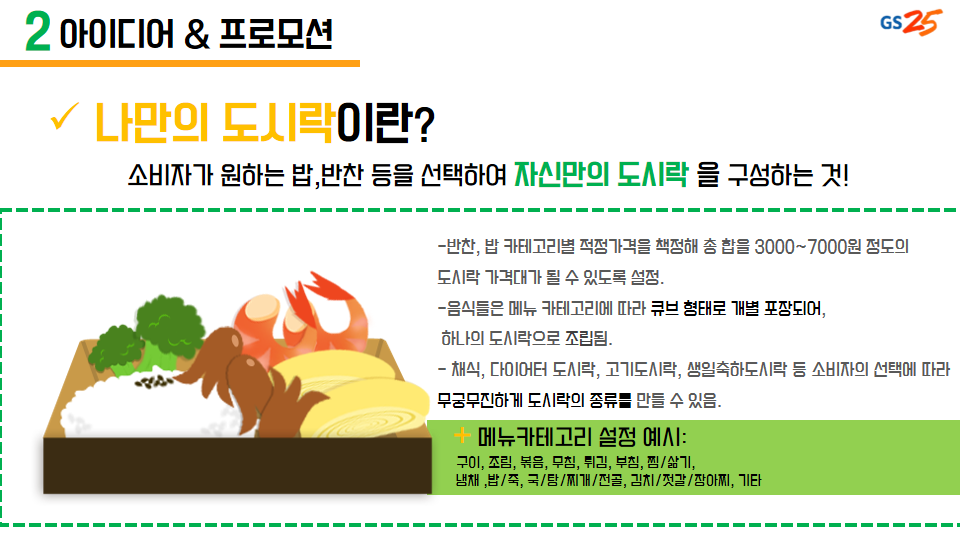 2 아이디어 & 프로모션
GS25
✓ 나만의 도시락이란?
소비자가 원하는 밥,반찬 등을 선택하여 자신만의 도시락 을 구성하는 것!
-반찬, 밥 카테고리별 적정가격을 책정해 총 합을 3000~7000원 정도의
도시락 가격대가 될 수 있도록 설정.
-음식들은 메뉴 카테고리에 따라 큐브 형태로 개별 포장되어,
하나의 도시락으로 조립됨.
- 채식, 다이어터 도시락, 고기도시락, 생일축하도시락 등 소비자의 선택에 따라
무궁무진하게 도시락의 종류를 만들 수 있음.
+ 메뉴카테고리 설정 예시:
구이, 조림, 볶음, 무침, 튀김, 부침, 찜/삶기,
냉채 ,밥/죽, 국/탕/찌개/전골, 김치/젓갈/장아찌, 기타